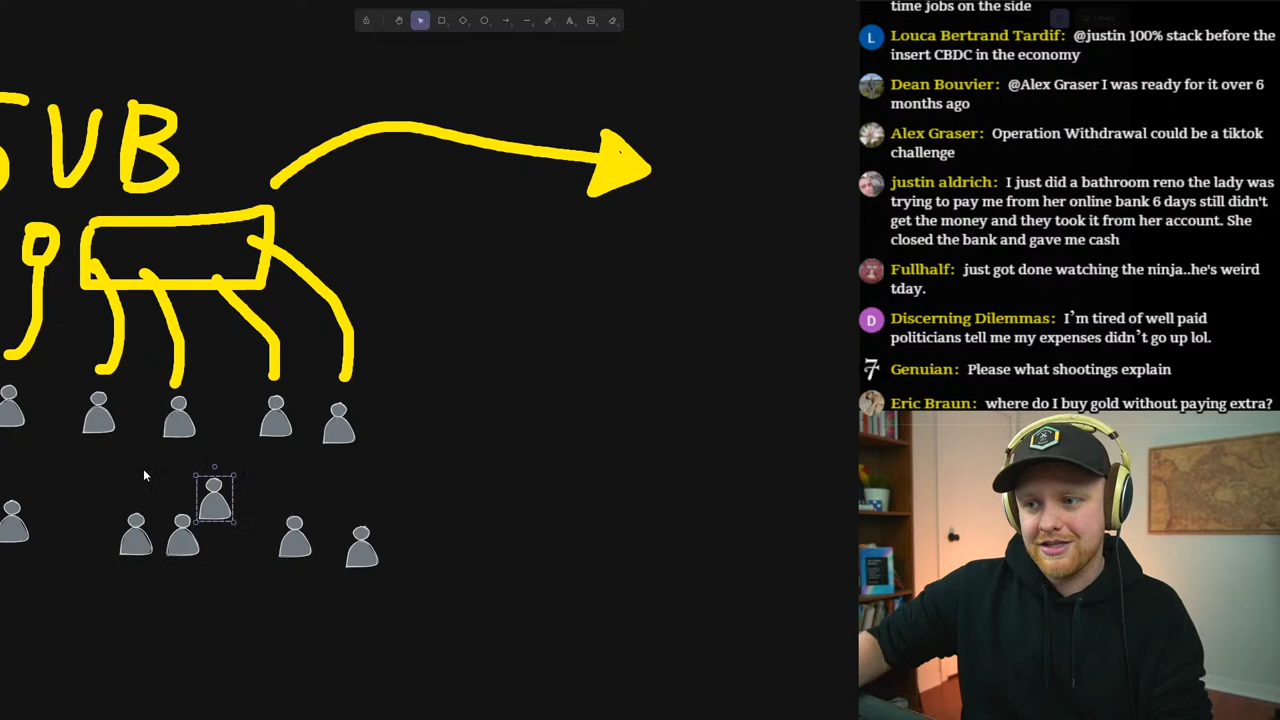 SUB
time jobs on the side
Louca Bertrand Tardif: @justin 100% stack before the
insert CBDC in the economy
Dean Bouvier: @Alex Graser I was ready for it over 6
months ago
Alex Graser: Operation Withdrawal could be a tiktok
challenge
justin aldrich: I just did a bathroom reno the lady was
trying to pay me from her online bank 6 days still didn't
get the money and they took it from her account. She
closed the bank and gave me cash
Fullhalf: just got done watching the ninja..he's weird
tday.
Discerning Dilemmas: I’m tired of well paid
politicians tell me my expenses didn’t go up lol.
Genuian: Please what shootings explain
Eric Braun: where do I buy gold without paying extra?